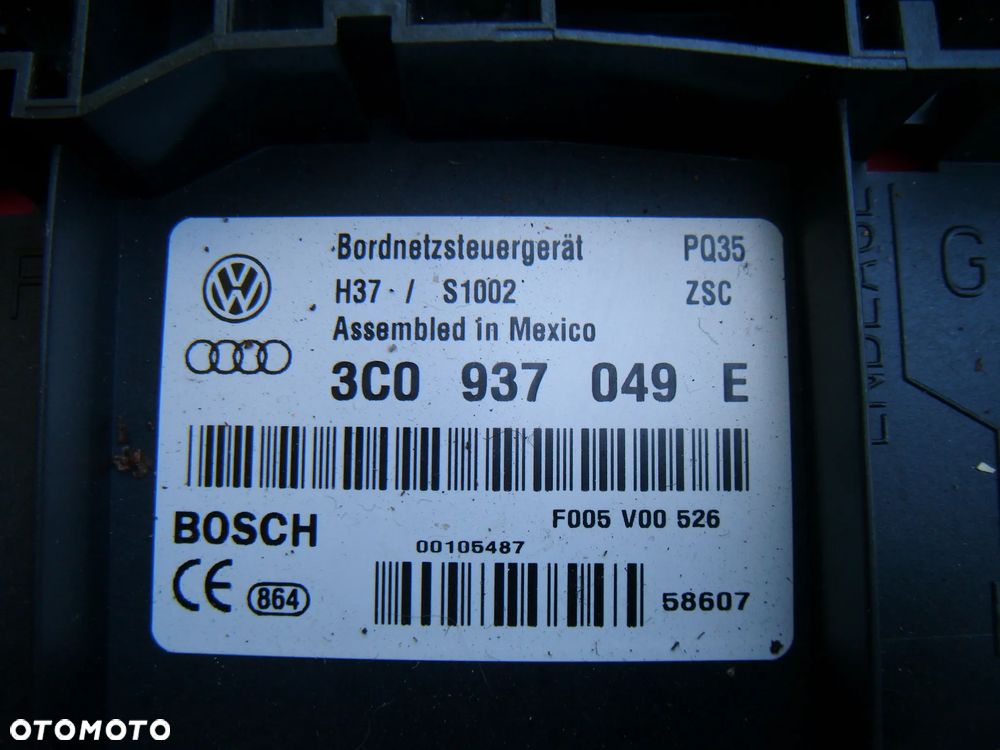 Bordnetzsteuergerät PQ35
H37 / S1002 ZSC
Assembled in Mexico
3C0 937 049 E
BOSCH
F005 V00 526
00105487
CE 864
58607
G
OTOMOTO